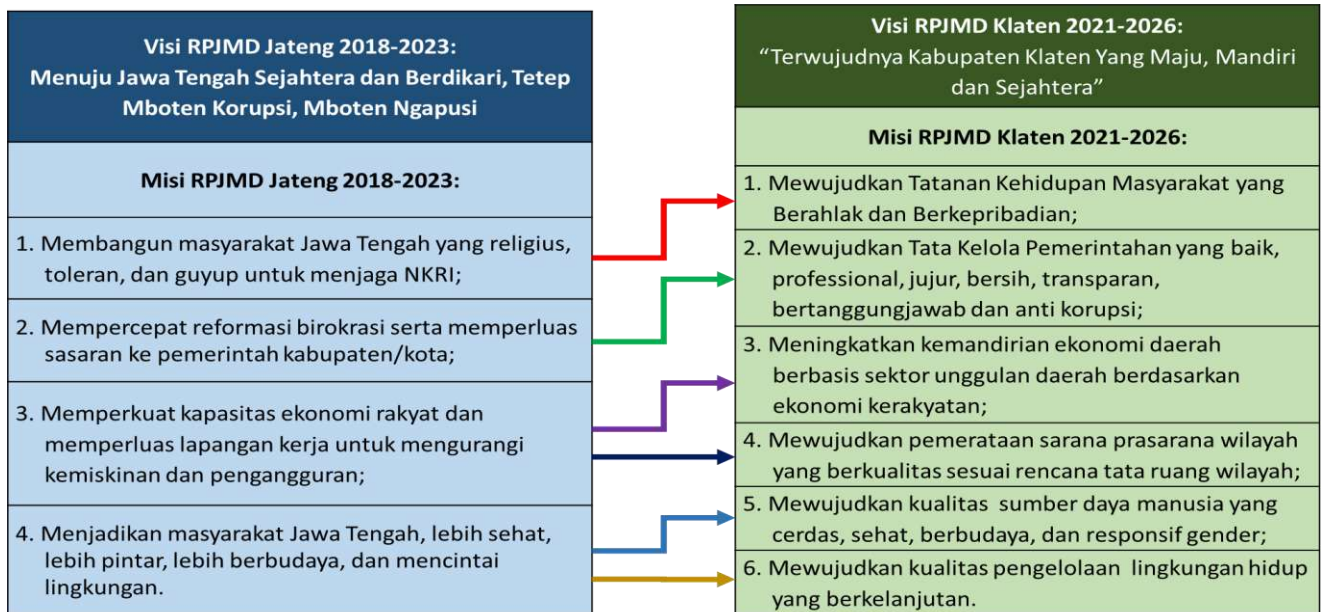 Visi RPJMD Jateng 2018-2023:
Menuju Jawa Tengah Sejahtera dan Berdikari, Tetep
Mboten Korupsi, Mboten Ngapusi
Misi RPJMD Jateng 2018-2023:
1. Membangun masyarakat Jawa Tengah yang religius,
toleran, dan guyup untuk menjaga NKRI;
2. Mempercepat reformasi birokrasi serta memperluas
sasaran ke pemerintah kabupaten/kota;
3. Memperkuat kapasitas ekonomi rakyat dan
memperluas lapangan kerja untuk mengurangi
kemiskinan dan pengangguran;
4. Menjadikan masyarakat Jawa Tengah, lebih sehat,
lebih pintar, lebih berbudaya, dan mencintai
lingkungan.
Visi RPJMD Klaten 2021-2026:
“Terwujudnya Kabupaten Klaten Yang Maju, Mandiri
dan Sejahtera”
Misi RPJMD Klaten 2021-2026:
1. Mewujudkan Tatanan Kehidupan Masyarakat yang
Berahlak dan Berkepribadian;
2. Mewujudkan Tata Kelola Pemerintahan yang baik,
professional, jujur, bersih, transparan,
bertanggungjawab dan anti korupsi;
3. Meningkatkan kemandirian ekonomi daerah
berbasis sektor unggulan daerah berdasarkan
ekonomi kerakyatan;
4. Mewujudkan pemerataan sarana prasarana wilayah
yang berkualitas sesuai rencana tata ruang wilayah;
5. Mewujudkan kualitas sumber daya manusia yang
cerdas, sehat, berbudaya, dan responsif gender;
6. Mewujudkan kualitas pengelolaan lingkungan hidup
yang berkelanjutan.